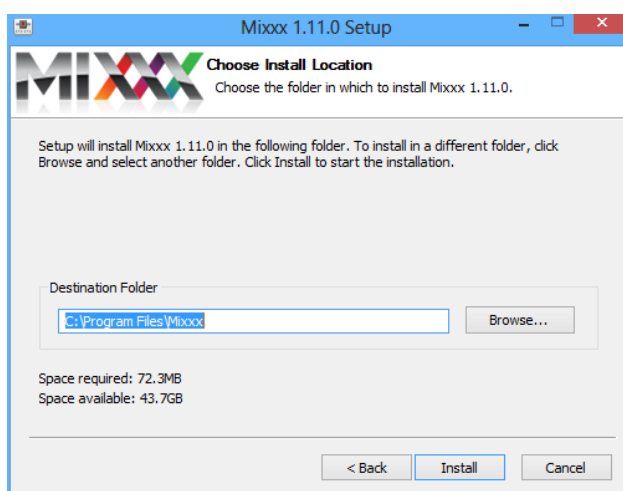 Mixxx 1.11.0 Setup
MIXXX
Choose Install Location
Choose the folder in which to install Mixxx 1.11.0.
Setup will install Mixxx 1.11.0 in the following folder. To install in a different folder, click
Browse and select another folder. Click Install to start the installation.
Destination Folder
C:\Program Files\Mixxx
Browse...
Space required: 72.3MB
Space available: 43.7GB
< Back
Install
Cancel